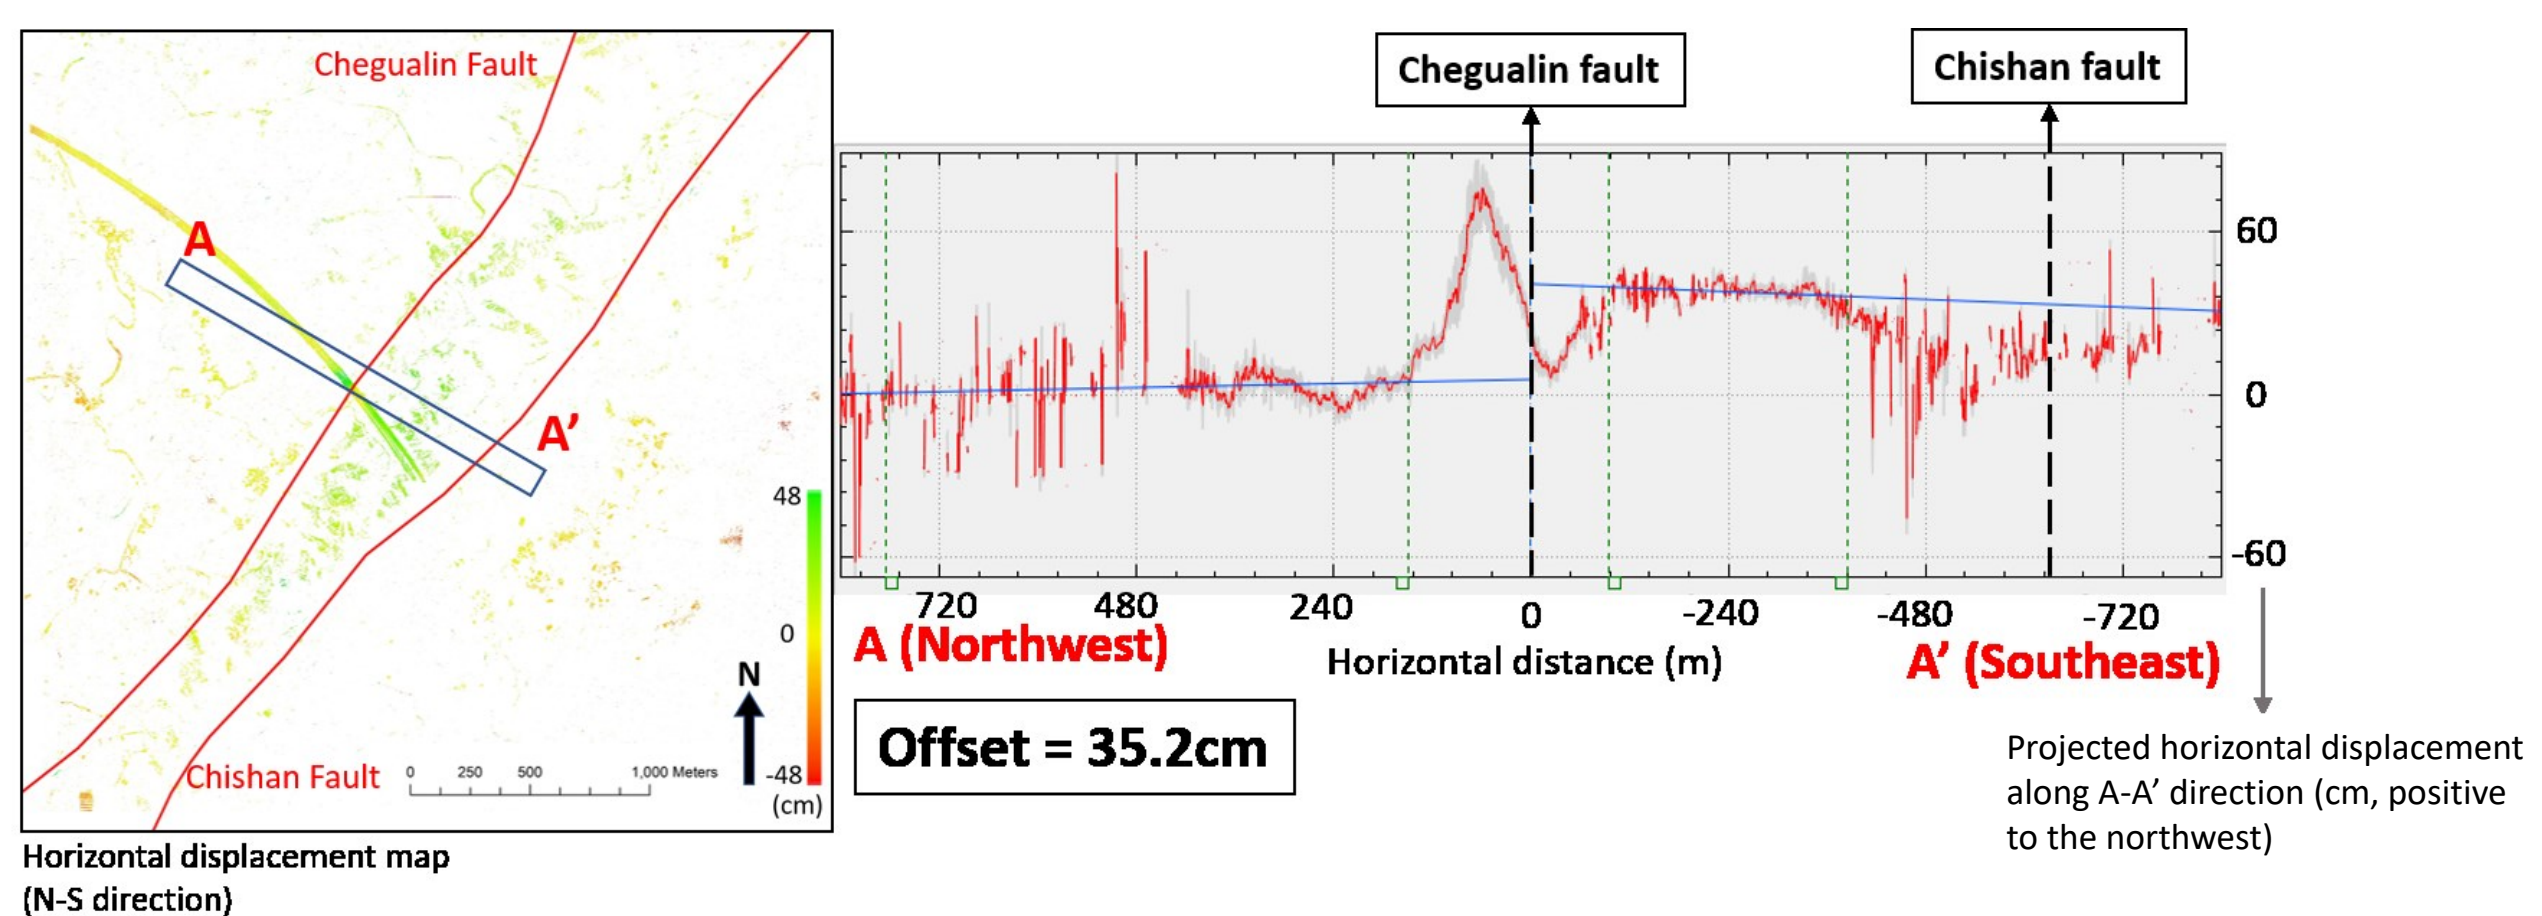 Chegualin Fault
A
A’
48
0
-48
(cm)
N
Chishan Fault
0 250 500 1,000 Meters
Horizontal displacement map
(N-S direction)
Chegualin fault
Chishan fault
60
0
-60
720 480 240 0 -240 -480 -720
A (Northwest)
Horizontal distance (m)
A’ (Southeast)
Offset = 35.2cm
Projected horizontal displacement
along A-A’ direction (cm, positive
to the northwest)